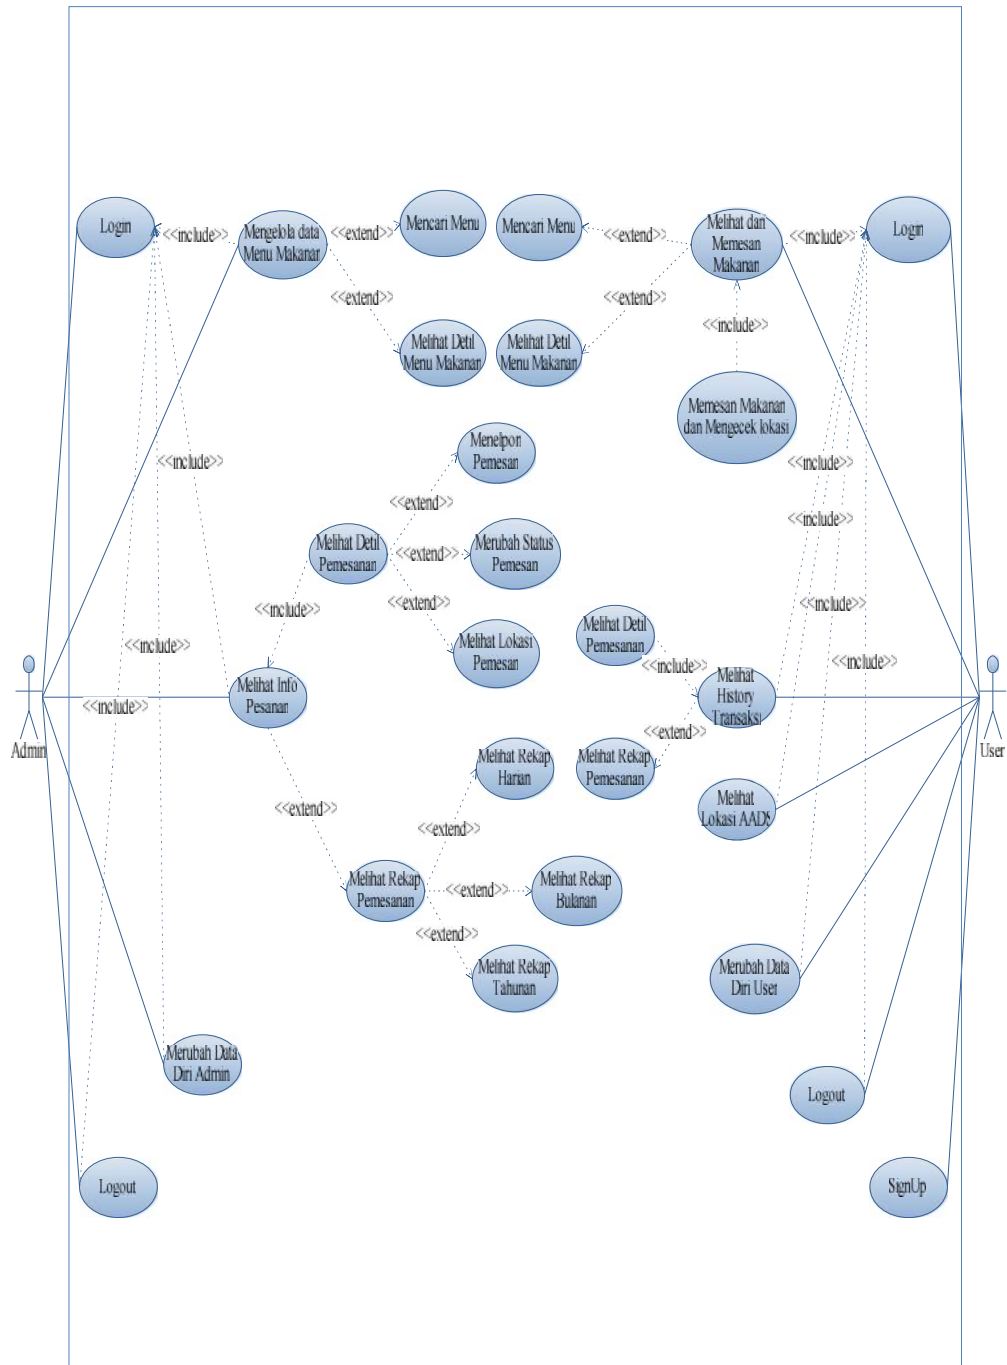 Login
<<include>>
Mengelola data
Menu Makanan
<<extend>>
Mencari Menu
Mencari Menu
<<extend>>
Melihat dan
Memesan
Makanan
<<include>>
Login
<<extend>>
<<extend>>
<<include>>
Melihat Detil
Menu Makanan
Melihat Detil
Menu Makanan
Memesan Makanan
dan Mengecek lokasi
Menelpon
Pemesan
<<include>>
<<include>>
<<extend>>
<<include>>
Melihat Detil
Pemesanan
<<extend>>
Merubah Status
Pemesan
<<include>>
<<extend>>
<<include>>
Melihat Detil
Pemesanan
<<include>>
Melihat Lokasi
Pemesan
<<include>>
<<include>>
Admin
<<include>>
Melihat Info
Pesanan
Melihat
History
Transaksi
User
<<extend>>
Melihat Rekap
Harian
Melihat Rekap
Pemesanan
<<extend>>
<<extend>>
Melihat
Lokasi AADS
Melihat Rekap
Pemesanan
<<extend>>
Melihat Rekap
Bulanan
<<extend>>
Melihat Rekap
Tahunan
Merubah Data
Diri User
Merubah Data
Diri Admin
Logout
Logout
SignUp